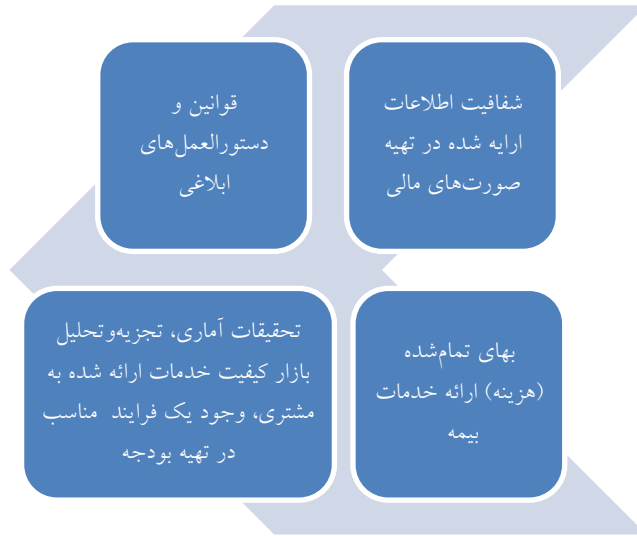 شفافیت اطلاعات
ارایه شده در تهیه
صورت‌های مالی
قوانین و
دستورالعمل‌های
ابلاغی
بهای تمام‌شده
(هزینه) ارائه خدمات
بیمه
تحقیقات آماری، تجزیه‌وتحلیل
بازار کیفیت خدمات ارائه شده به
مشتری، وجود یک فرایند مناسب
در تهیه بودجه